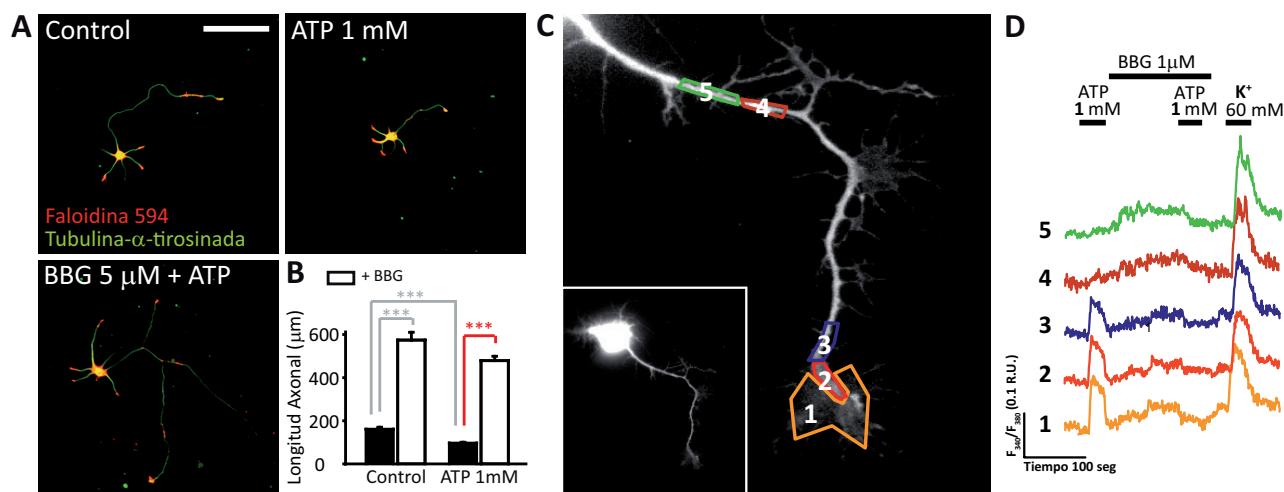 A
Control
ATP 1 mM
Faloidina 594
Tubulina-α-tirosinada
BBG 5 µM + ATP
B
+ BBG
***
***
***
Longitud Axonal (µm)
600
400
200
0
Control
ATP 1mM
C
5
4
3
2
1
D
BBG 1µM
ATP
1 mM
ATP
1 mM
K⁺
60 mM
5
4
3
2
1
F₃₄₀/F₃₈₀ (0.1 R.U.)
Tiempo 100 seg